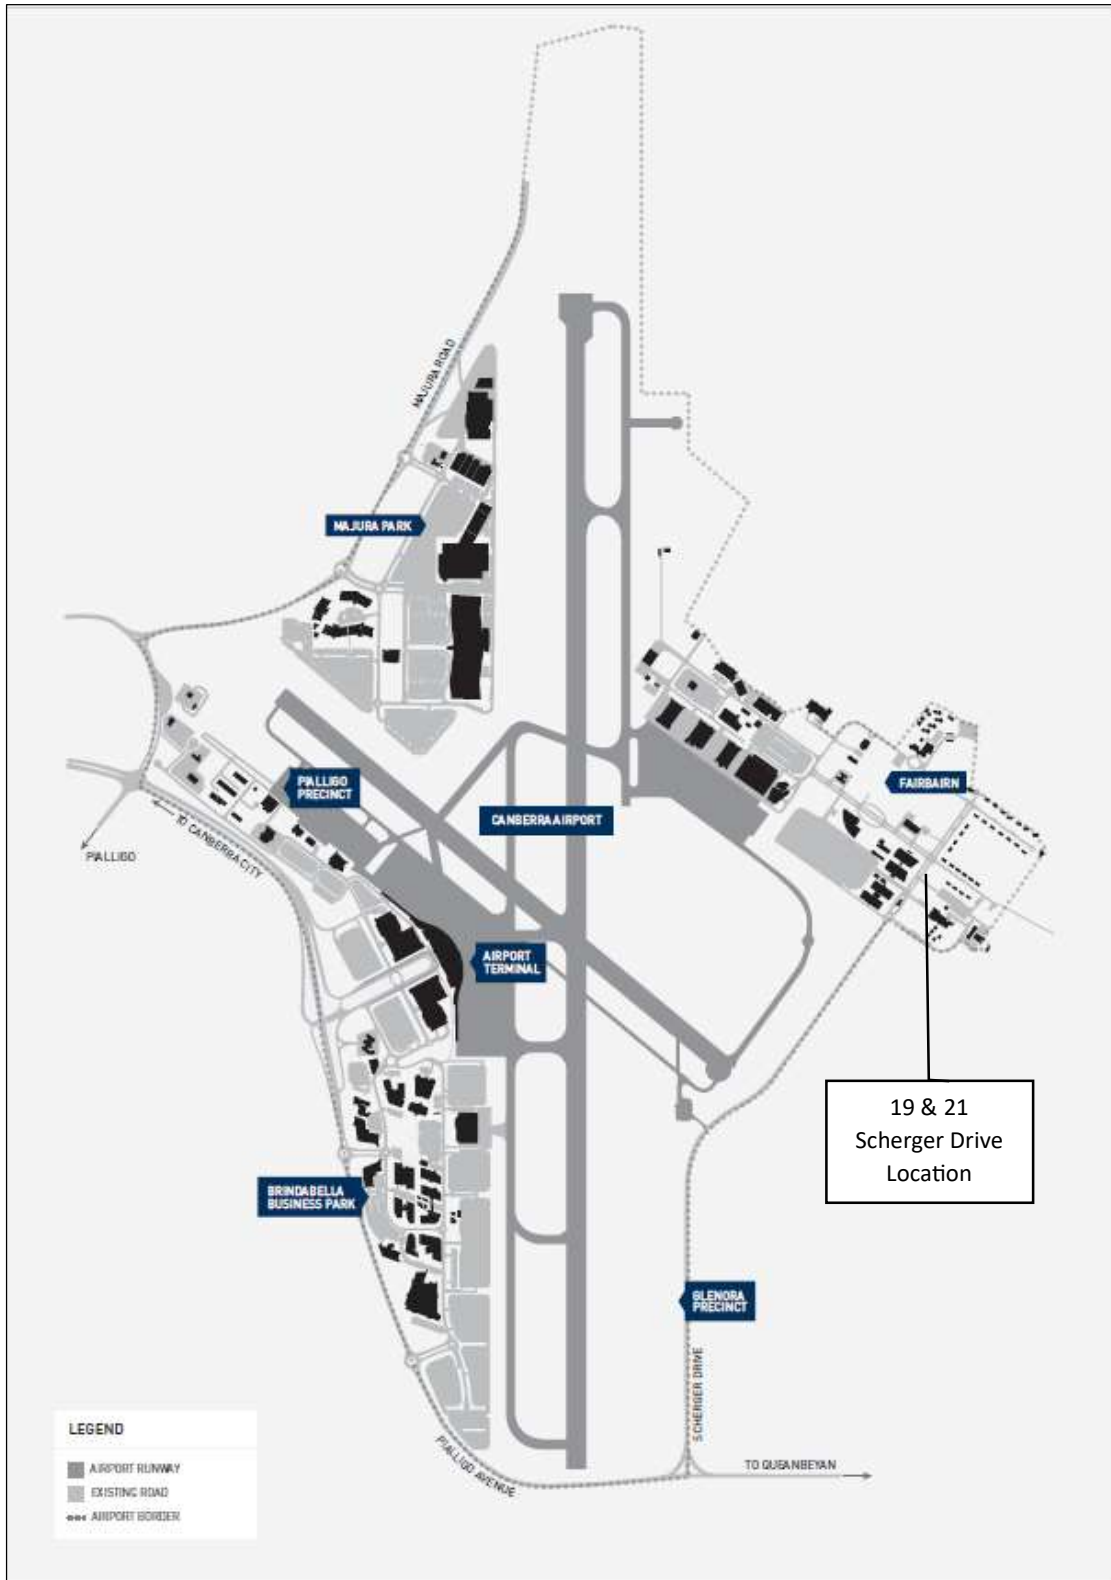 MAJURA ROAD
MAJURA PARK
PIALLIGO
PRECINCT
FAIRBAIRN
CANBERRA AIRPORT
TO CANBERRA CITY
PIALLIGO
AIRPORT
TERMINAL
19 & 21
Scherger Drive
Location
BRINDABELLA
BUSINESS PARK
GLENORA
PRECINCT
SCHERGER DRIVE
LEGEND
AIRPORT RUNWAY
EXISTING ROAD
AIRPORT BORDER
PIALLIGO AVENUE
TO QUEANBEYAN